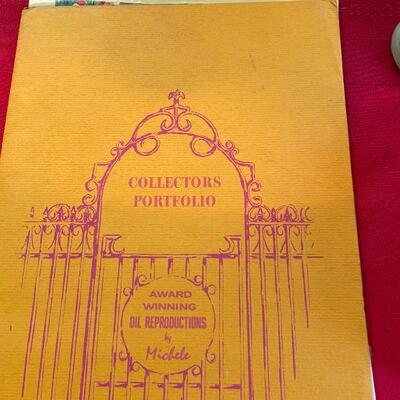 COLLECTORS
PORTFOLIO
AWARD
WINNING
OIL REPRODUCTIONS
by
Michele